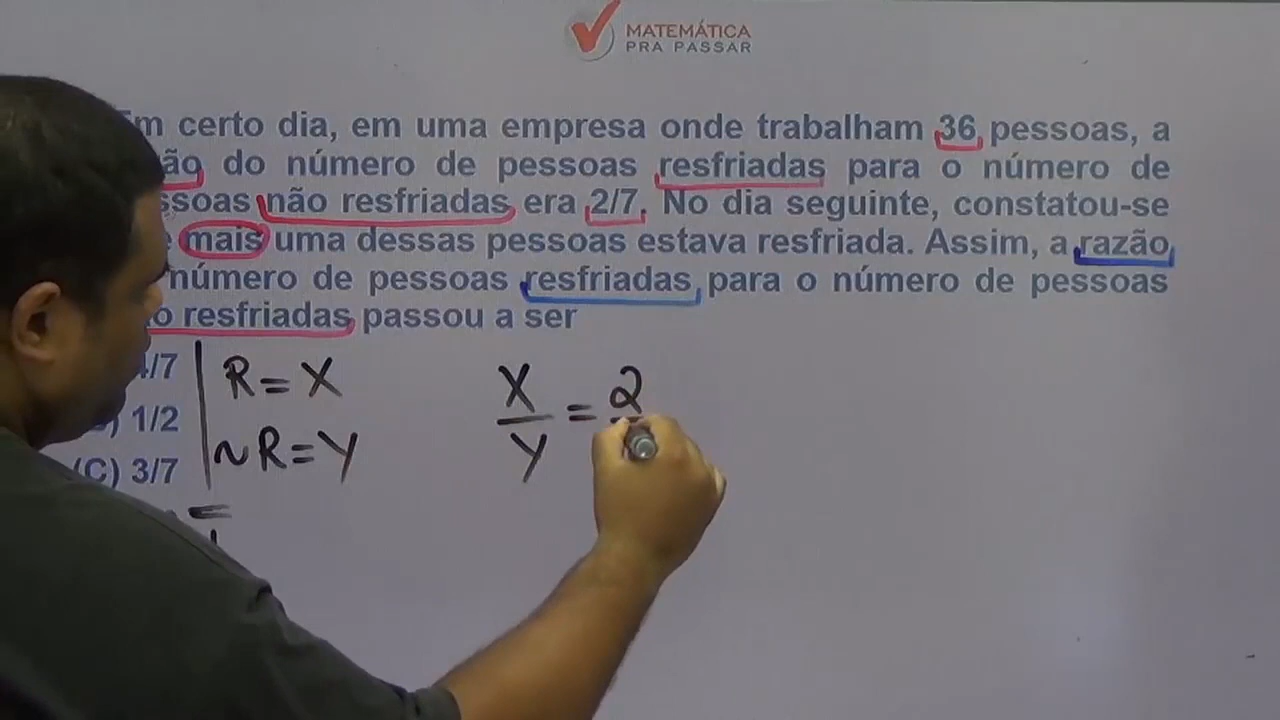 MATEMÁTICA
PRA PASSAR
Em certo dia, em uma empresa onde trabalham 36 pessoas, a
ão do número de pessoas resfriadas para o número de
ssoas não resfriadas era 2/7. No dia seguinte, constatou-se
e mais uma dessas pessoas estava resfriada. Assim, a razão
número de pessoas resfriadas para o número de pessoas
o resfriadas passou a ser
4/7
) 1/2
(C) 3/7
R = X
~R = Y
X/Y = 2